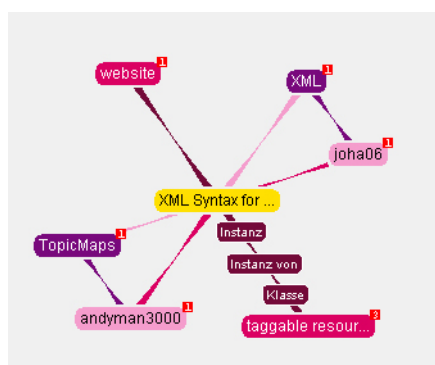 website 1
XML 1
joha06 1
XML Syntax for ...
TopicMaps 1
Instanz
Instanz von
Klasse
andyman3000 1
taggable resour... 3